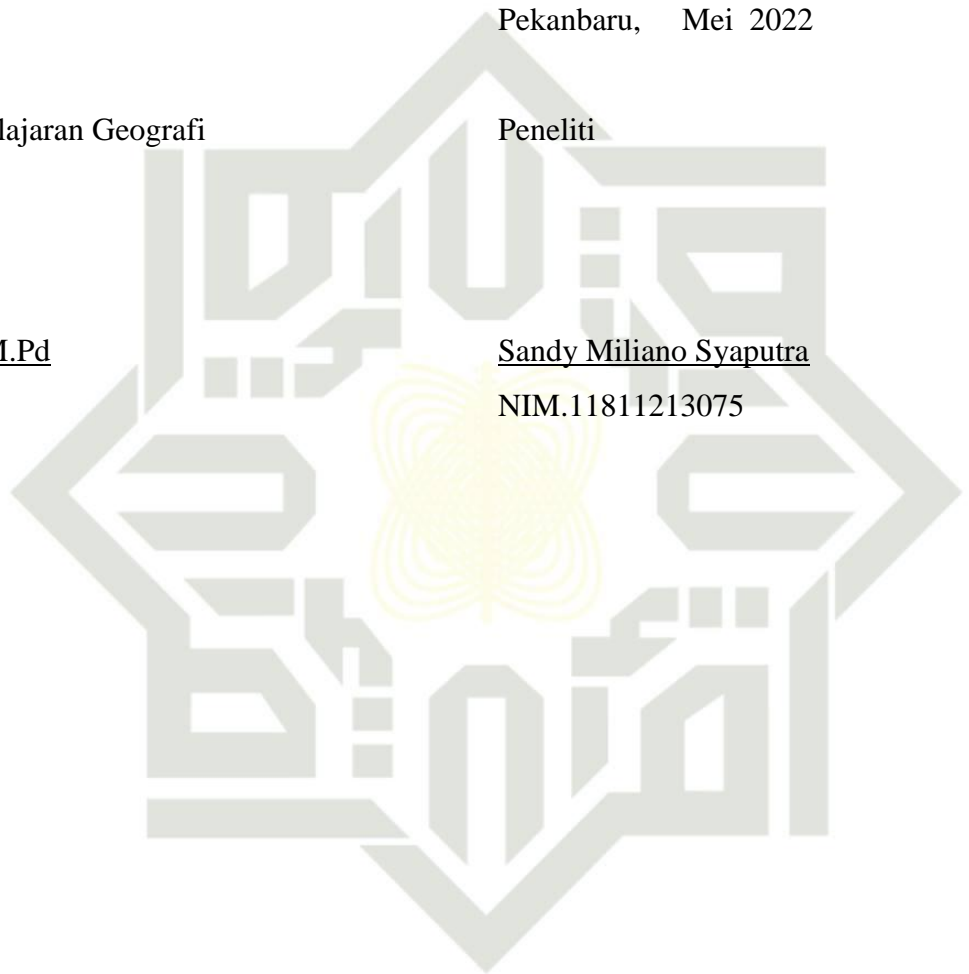 Pekanbaru, Mei 2022
lajaran Geografi Peneliti
M.Pd Sandy Miliano Syaputra
NIM.11811213075